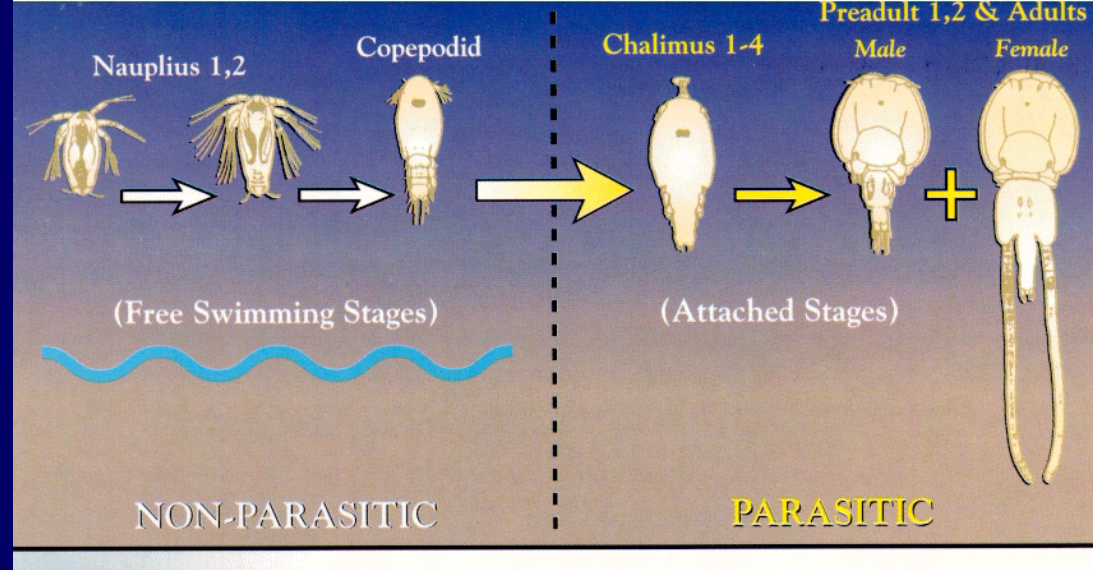 Preadult 1,2 & Adults
Nauplius 1,2
Copepodid
Chalimus 1-4
Male
Female
(Free Swimming Stages)
(Attached Stages)
NON-PARASITIC
PARASITIC